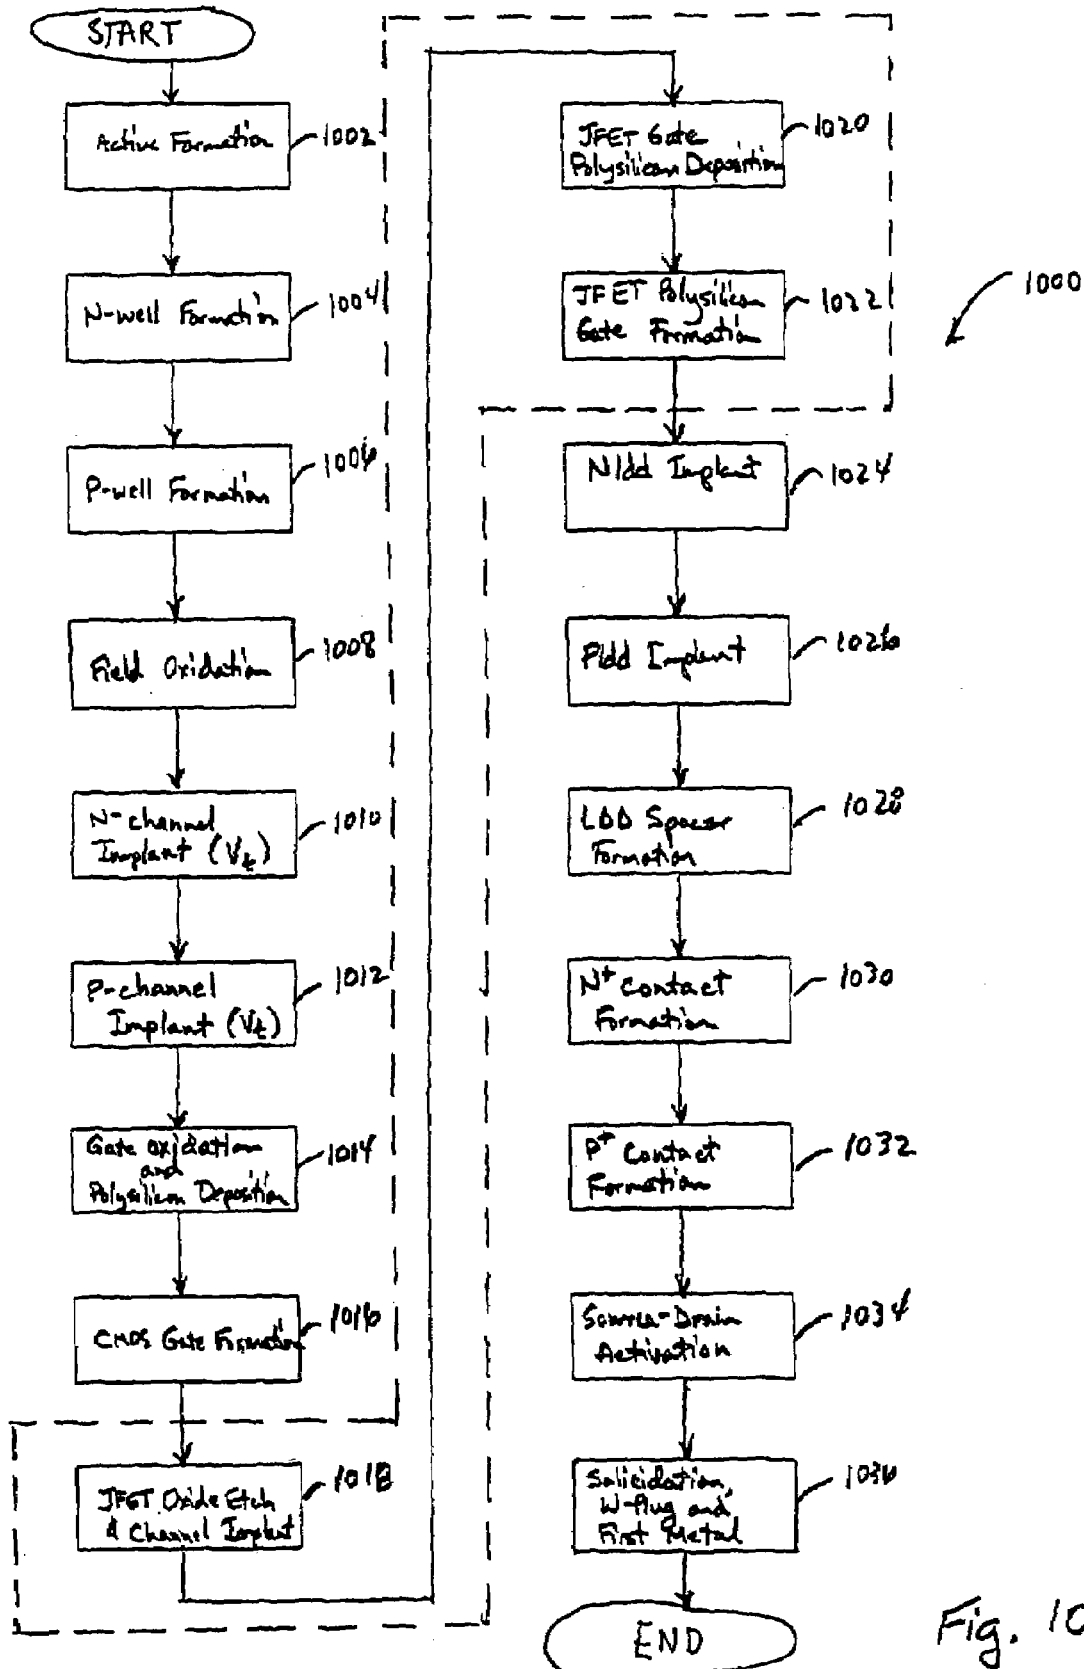 START
Active Formation
1002
N-well Formation
1004
P-well Formation
1006
Field Oxidation
1008
N-channel
Implant (Vt)
1010
P-channel
Implant (Vt)
1012
Gate oxidation
and
Polysilicon Deposition
1014
CMOS Gate Formation
1016
JFET Oxide Etch
& Channel Implant
1018
JFET Gate
Polysilicon Deposition
1020
JFET Polysilicon
Gate Formation
1022
Nldd Implant
1024
Pldd Implant
1026
LDD Spacer
Formation
1028
N+ Contact
Formation
1030
P+ Contact
Formation
1032
Source-Drain
Activation
1034
Salicidation,
W-Plug and
First Metal
1036
END
1000
Fig. 10